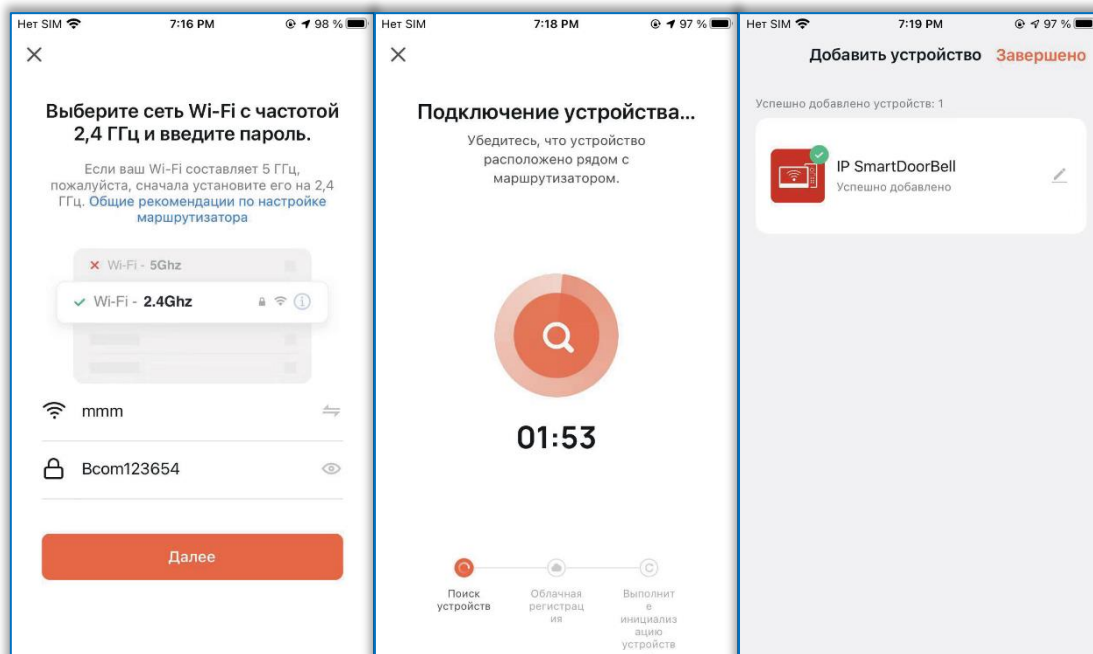 Нет SIM 7:16 PM 98 %
Выберите сеть Wi-Fi с частотой
2,4 ГГц и введите пароль.
Если ваш Wi-Fi составляет 5 ГГц,
пожалуйста, сначала установите его на 2,4
ГГц. Общие рекомендации по настройке
маршрутизатора
Wi-Fi - 5Ghz
Wi-Fi - 2.4Ghz
mmm
Bcom123654
Далее
Нет SIM 7:18 PM 97 %
Подключение устройства...
Убедитесь, что устройство
расположено рядом с
маршрутизатором.
01:53
Поиск
устройств
Облачная
регистрац
ия
Выполнит
е
инициализ
ацию
устройств
Нет SIM 7:19 PM 97 %
Добавить устройство Завершено
Успешно добавлено устройств: 1
IP SmartDoorBell
Успешно добавлено